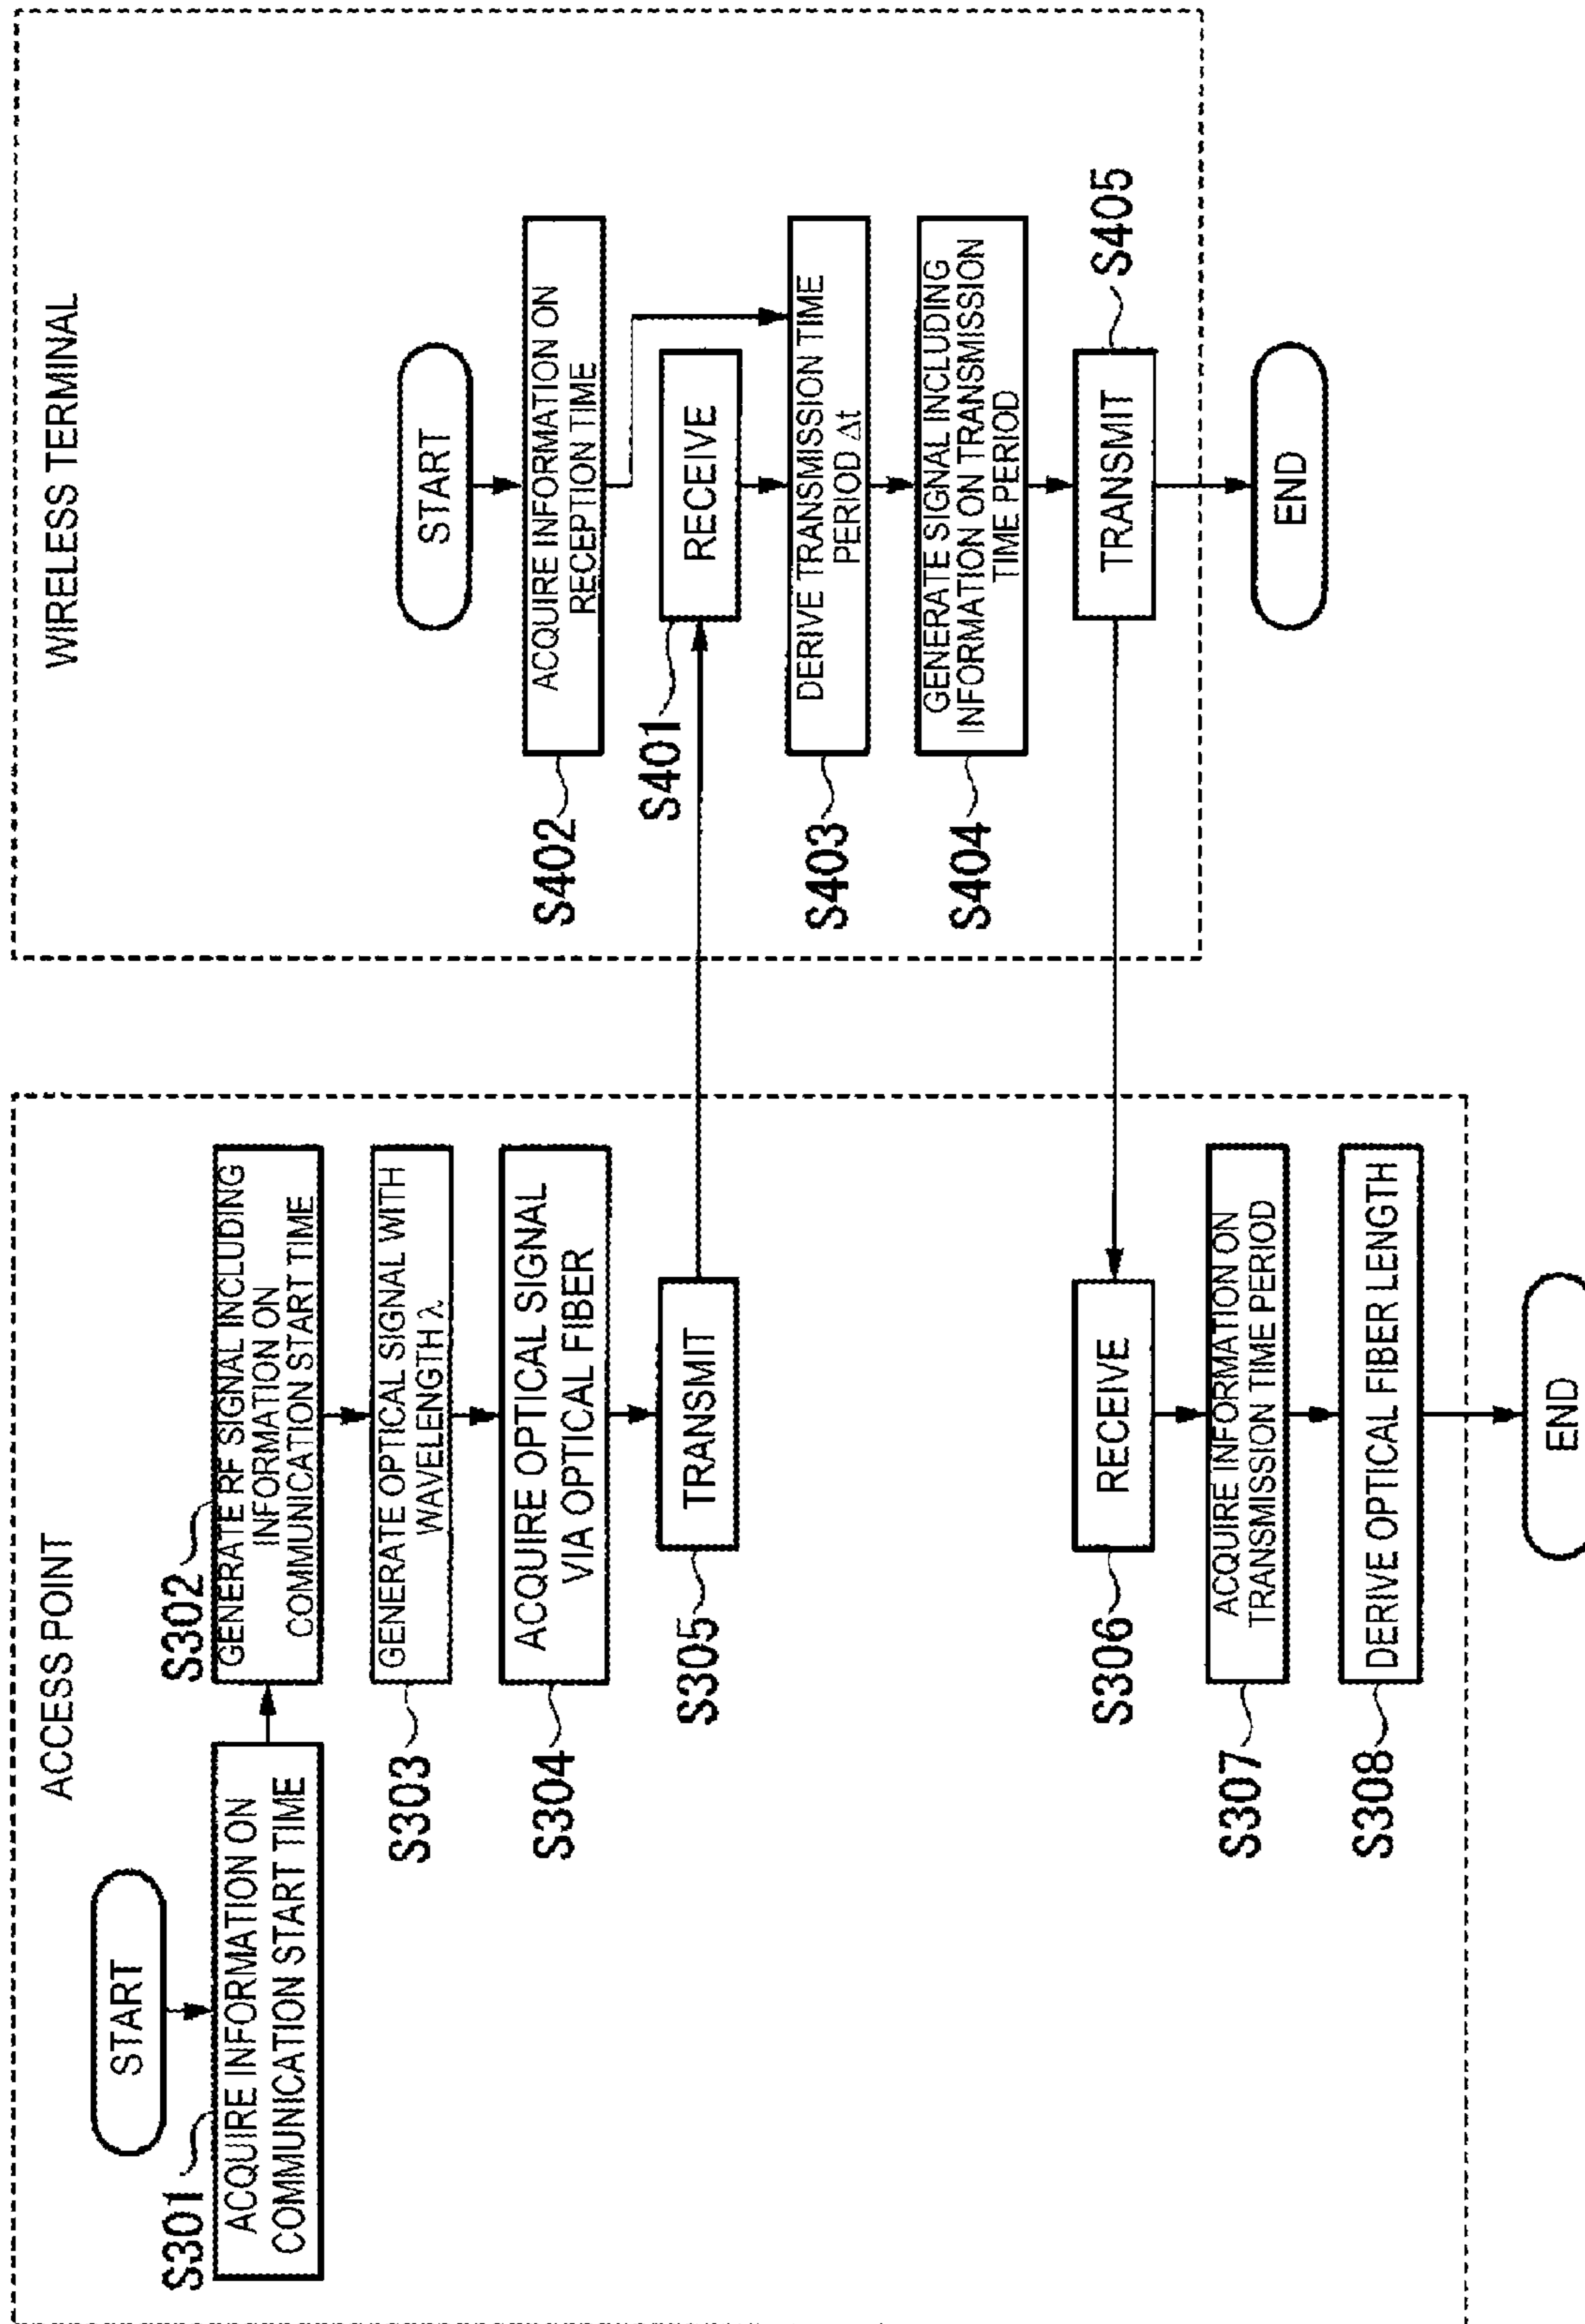 ACCESS POINT
START
S301
ACQUIRE INFORMATION ON
COMMUNICATION START TIME
S302
GENERATE RF SIGNAL INCLUDING
INFORMATION ON
COMMUNICATION START TIME
S303
GENERATE OPTICAL SIGNAL WITH
WAVELENGTH λ
S304
ACQUIRE OPTICAL SIGNAL
VIA OPTICAL FIBER
S305
TRANSMIT
S306
RECEIVE
S307
ACQUIRE INFORMATION ON
TRANSMISSION TIME PERIOD
S308
DERIVE OPTICAL FIBER LENGTH
END
WIRELESS TERMINAL
START
S402
ACQUIRE INFORMATION ON
RECEPTION TIME
S401
RECEIVE
S403
DERIVE TRANSMISSION TIME
PERIOD Δt
S404
GENERATE SIGNAL INCLUDING
INFORMATION ON TRANSMISSION
TIME PERIOD
S405
TRANSMIT
END